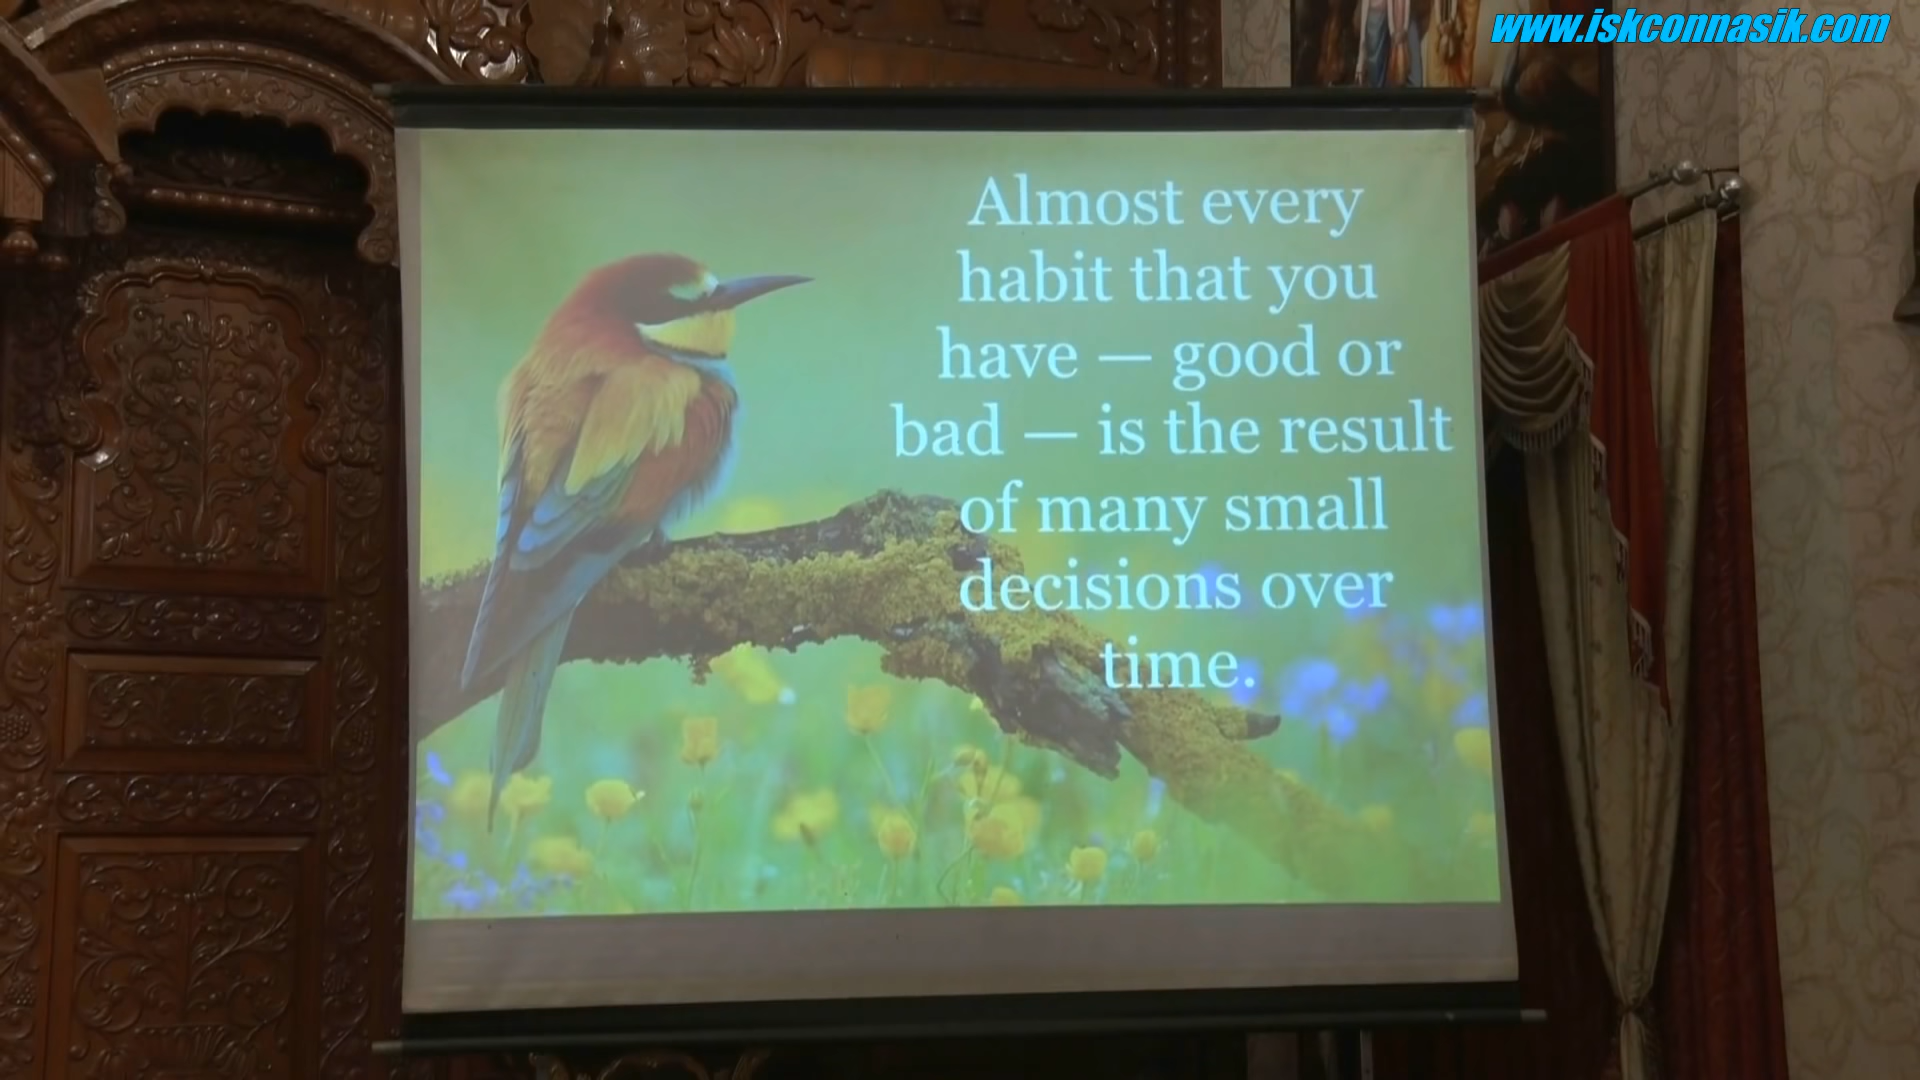 www.iskconnasik.com
Almost every
habit that you
have — good or
bad — is the result
of many small
decisions over
time.